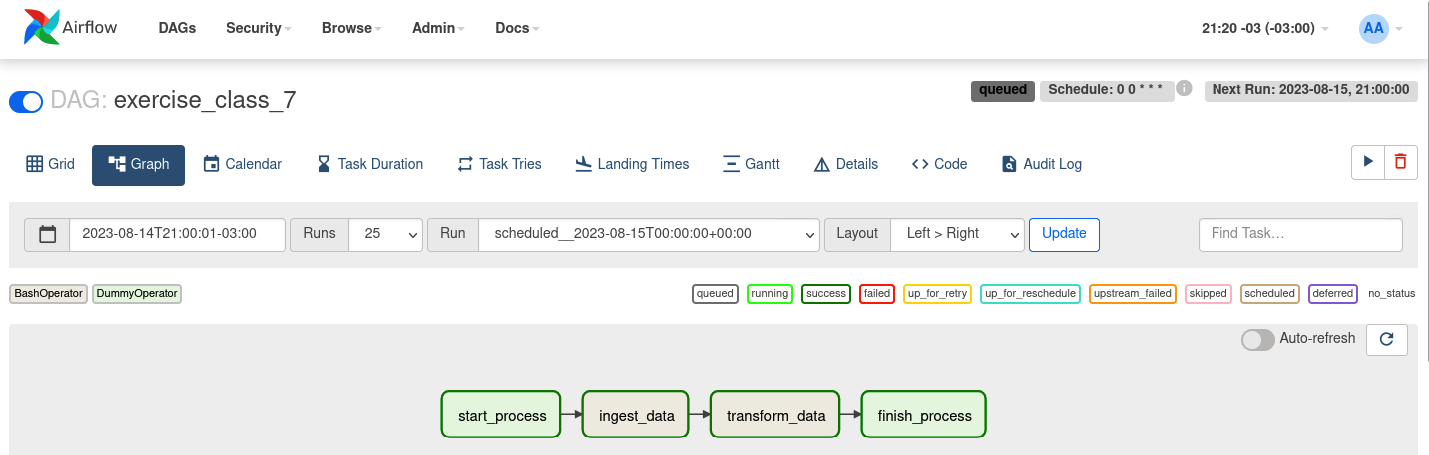 Airflow DAGs Security Browse Admin Docs 21:20 -03 (-03:00) AA
DAG: exercise_class_7 queued Schedule: 0 0 * * * i Next Run: 2023-08-15, 21:00:00
Grid Graph Calendar Task Duration Task Tries Landing Times Gantt Details Code Audit Log
2023-08-14T21:00:01-03:00 Runs 25 Run scheduled__2023-08-15T00:00:00+00:00 Layout Left > Right Update Find Task…
BashOperator DummyOperator queued running success failed up_for_retry up_for_reschedule upstream_failed skipped scheduled deferred no_status
Auto-refresh
start_process ingest_data transform_data finish_process